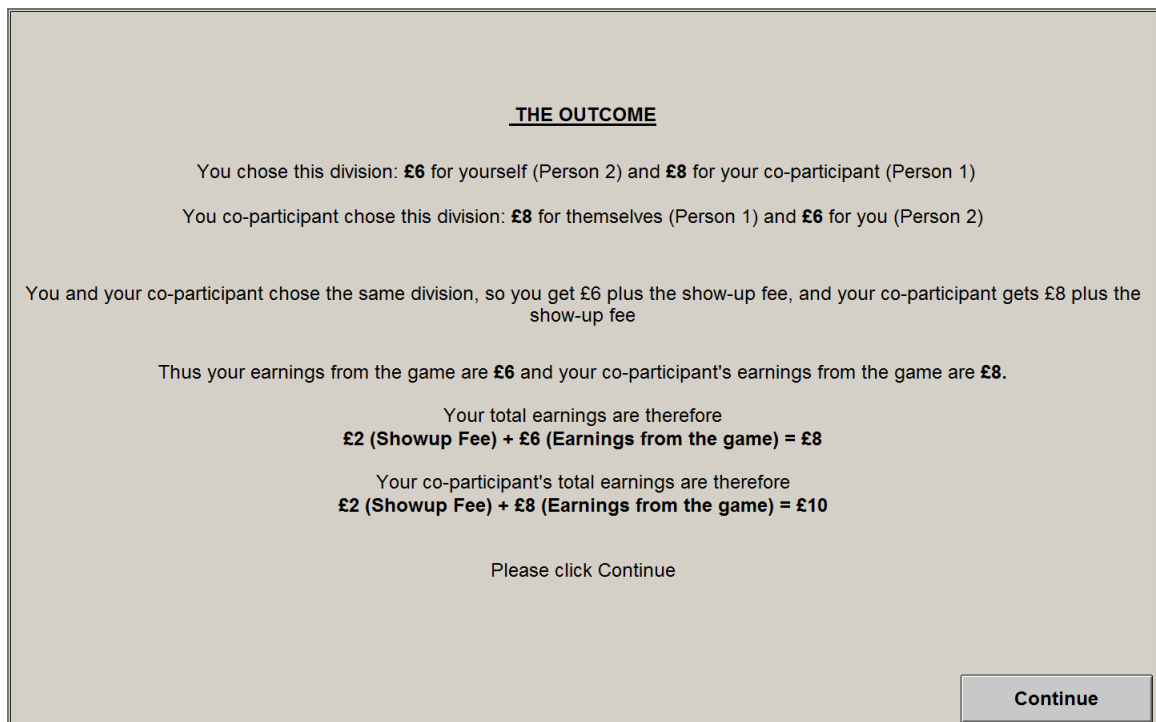 THE OUTCOME
You chose this division: £6 for yourself (Person 2) and £8 for your co-participant (Person 1)
You co-participant chose this division: £8 for themselves (Person 1) and £6 for you (Person 2)
You and your co-participant chose the same division, so you get £6 plus the show-up fee, and your co-participant gets £8 plus the
show-up fee
Thus your earnings from the game are £6 and your co-participant's earnings from the game are £8.
Your total earnings are therefore
£2 (Showup Fee) + £6 (Earnings from the game) = £8
Your co-participant's total earnings are therefore
£2 (Showup Fee) + £8 (Earnings from the game) = £10
Please click Continue
Continue